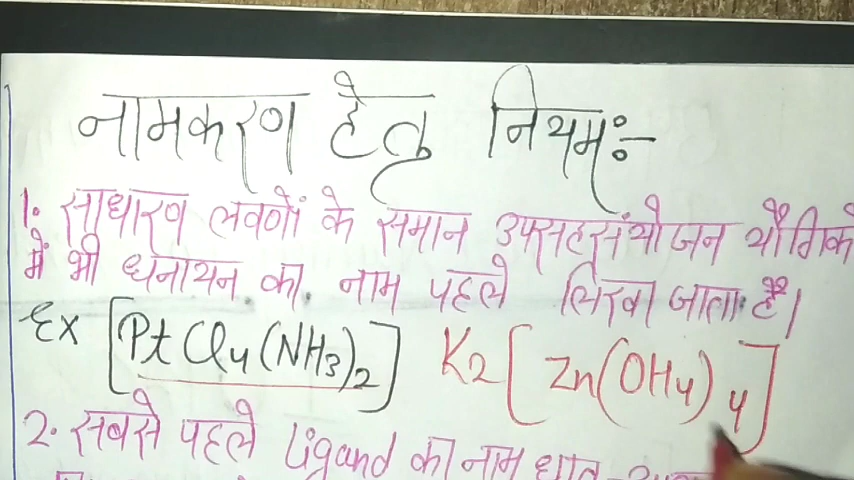 नामकरण हेतु नियम:-
1. साधारण लवणों के समान उपसहसंयोजन यौगिको
में भी धनायन का नाम पहले लिखा जाता है।
Ex [PtCl4(NH3)2] K2[Zn(OH4)4]
2. सबसे पहले Ligand का नाम